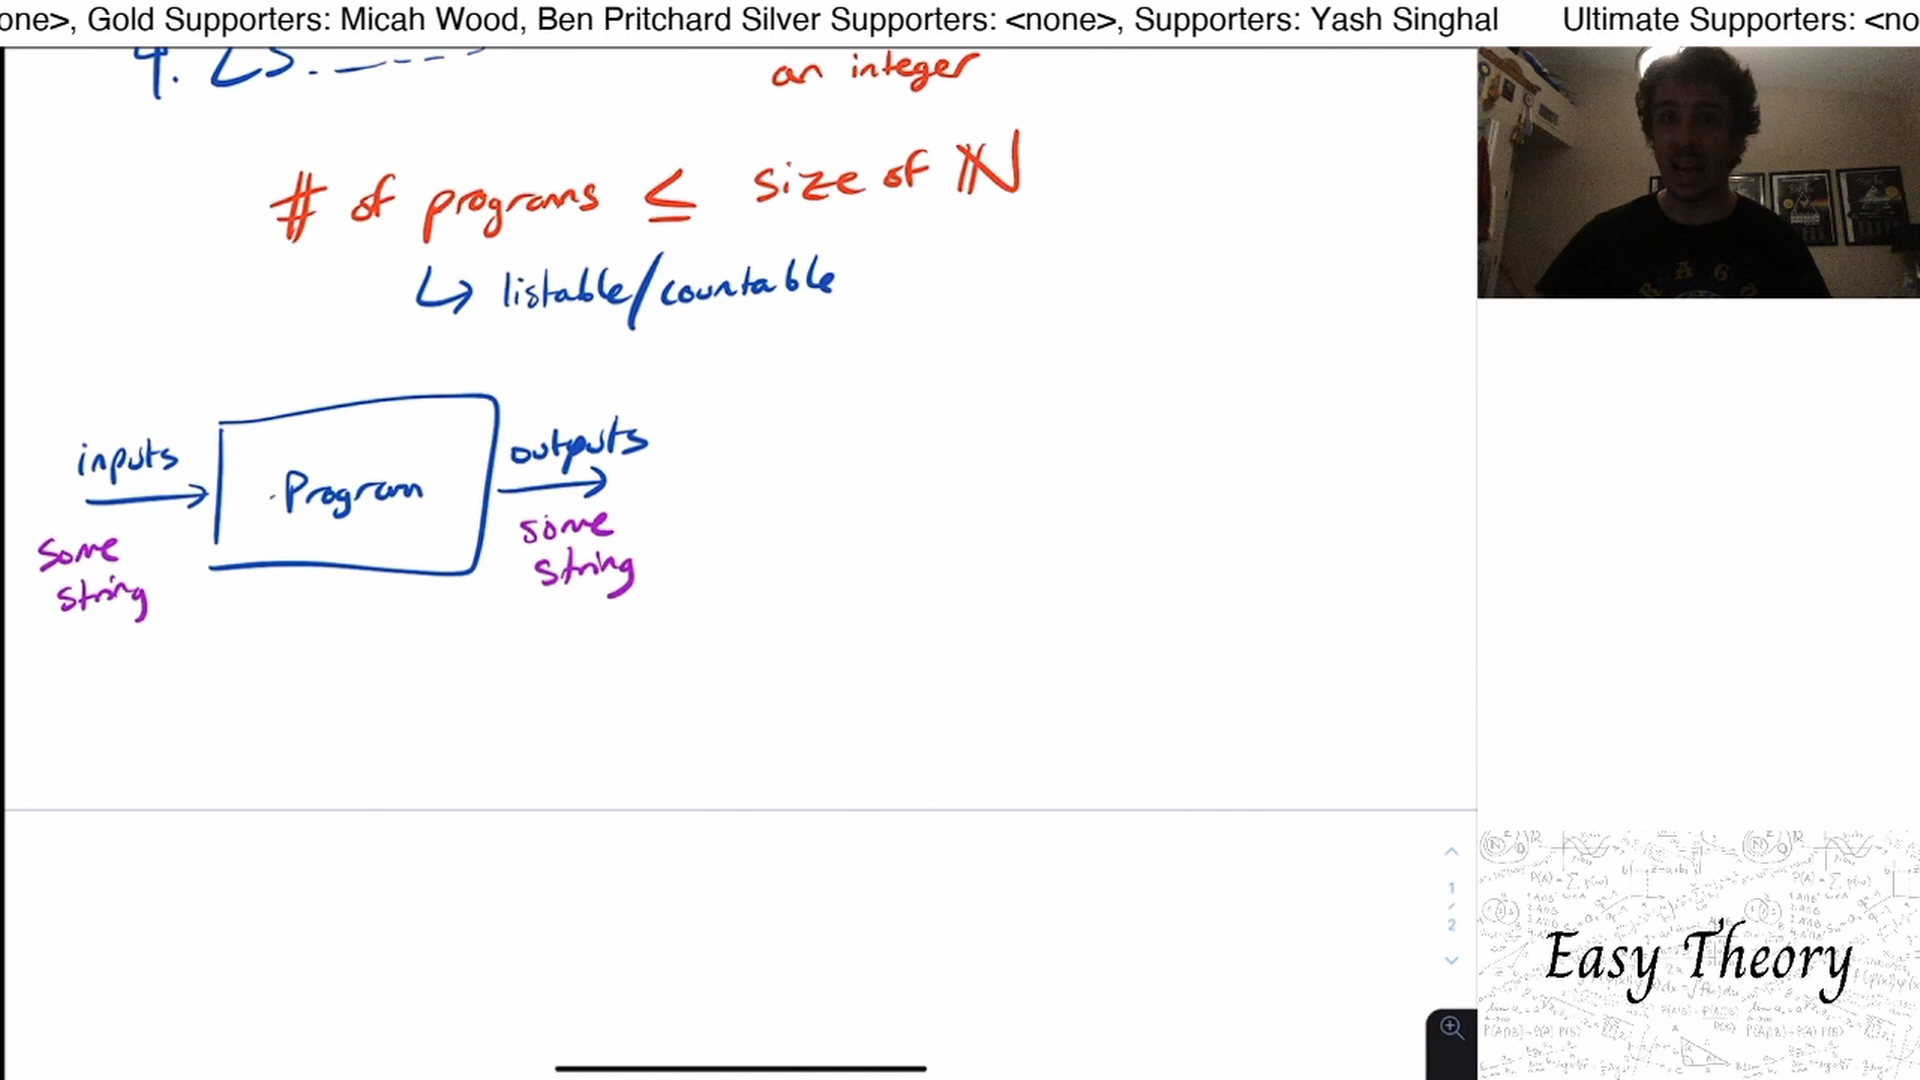 one>, Gold Supporters: Micah Wood, Ben Pritchard Silver Supporters: <none>, Supporters: Yash Singhal Ultimate Supporters: <no
an integer
# of programs ≤ size of ℕ
↳ listable/countable
inputs
Program
outputs
some
string
some
string
1
2
Easy Theory